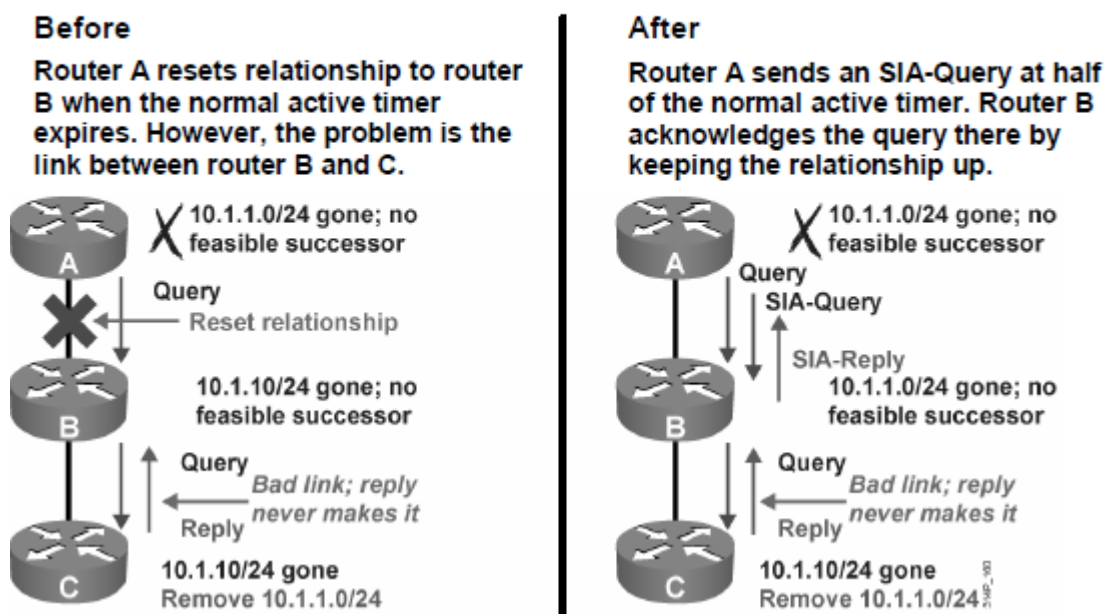 Before
Router A resets relationship to router
B when the normal active timer
expires. However, the problem is the
link between router B and C.
10.1.1.0/24 gone; no
feasible successor
A
Query
Reset relationship
10.1.10/24 gone; no
feasible successor
B
Query
Bad link; reply
never makes it
Reply
C
10.1.10/24 gone
Remove 10.1.1.0/24
After
Router A sends an SIA-Query at half
of the normal active timer. Router B
acknowledges the query there by
keeping the relationship up.
10.1.1.0/24 gone; no
feasible successor
A
Query
SIA-Query
SIA-Reply
10.1.1.0/24 gone; no
feasible successor
B
Query
Bad link; reply
never makes it
Reply
C
10.1.10/24 gone
Remove 10.1.1.0/24